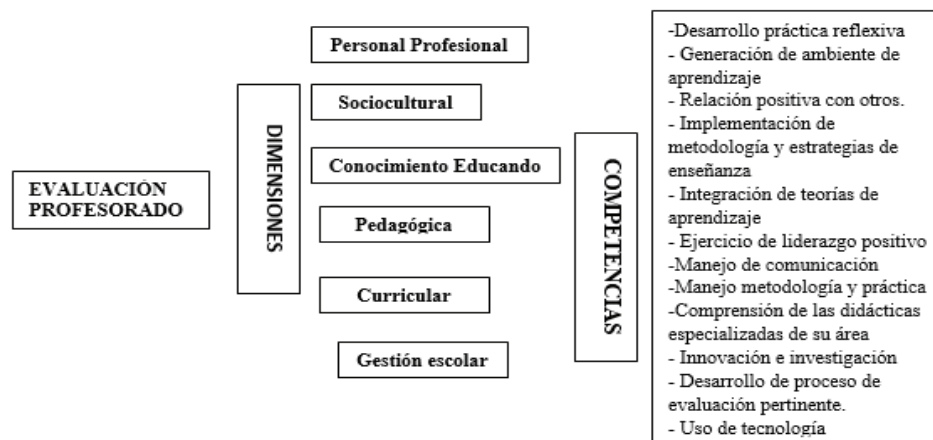 EVALUACIÓN
PROFESORADO
DIMENSIONES
Personal Profesional
Sociocultural
Conocimiento Educando
Pedagógica
Curricular
Gestión escolar
COMPETENCIAS
-Desarrollo práctica reflexiva
- Generación de ambiente de
aprendizaje
- Relación positiva con otros.
- Implementación de
metodología y estrategias de
enseñanza
- Integración de teorías de
aprendizaje
- Ejercicio de liderazgo positivo
-Manejo de comunicación
-Manejo metodología y práctica
-Comprensión de las didácticas
especializadas de su área
- Innovación e investigación
- Desarrollo de proceso de
evaluación pertinente.
- Uso de tecnología